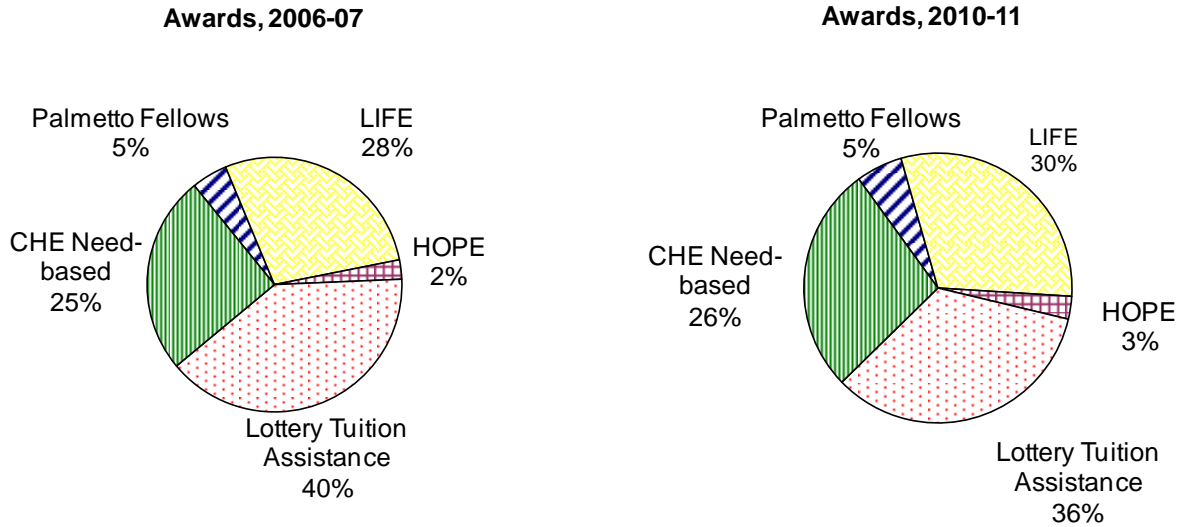 Awards, 2006-07
Palmetto Fellows
5%
LIFE
28%
HOPE
2%
CHE Need-
based
25%
Lottery Tuition
Assistance
40%
Awards, 2010-11
Palmetto Fellows
5%
LIFE
30%
HOPE
3%
CHE Need-
based
26%
Lottery Tuition
Assistance
36%